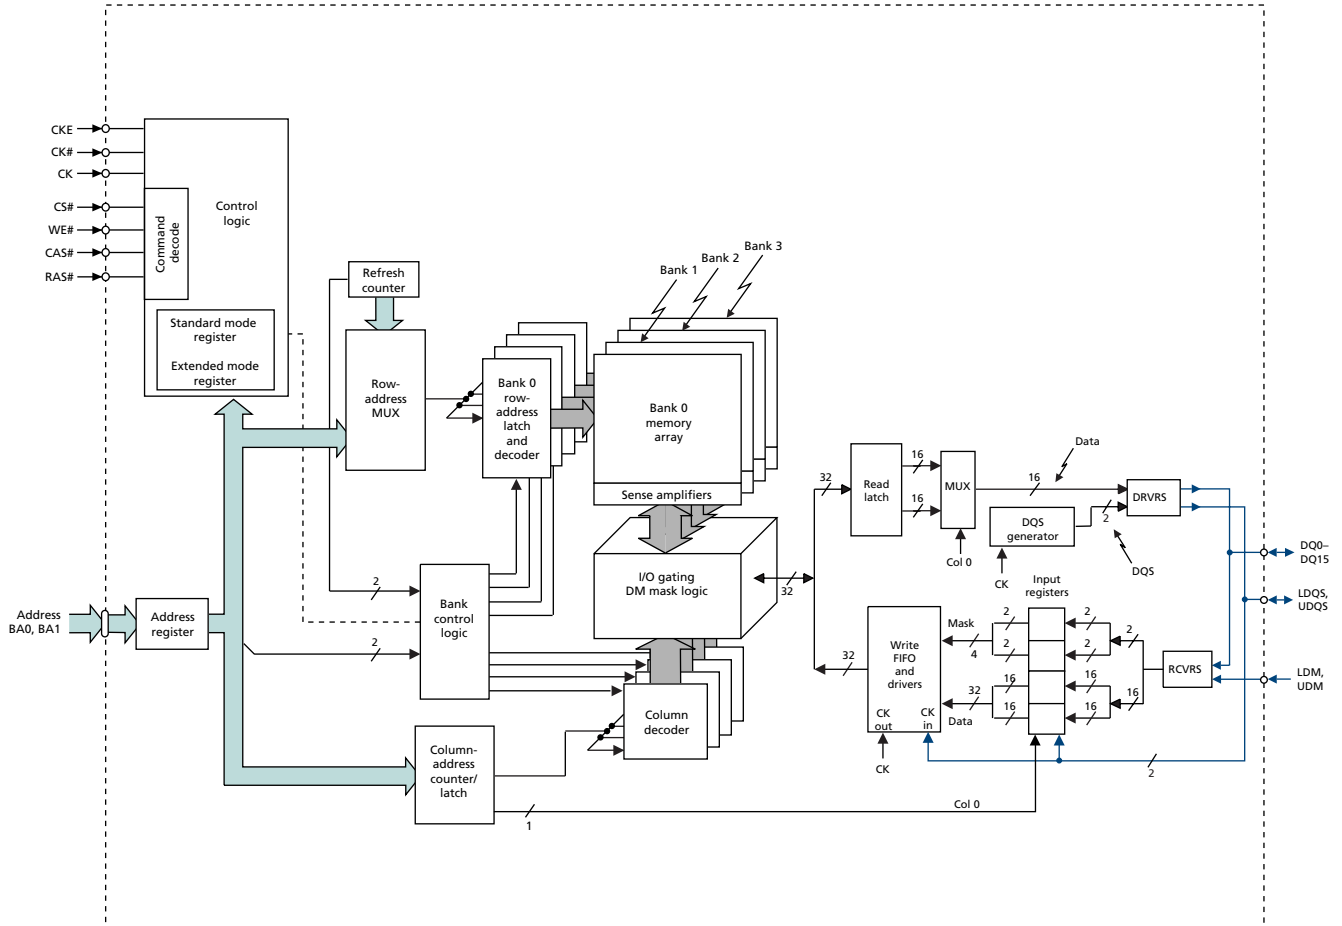 CKE
CK#
CK
CS#
WE#
CAS#
RAS#
Command
decode
Control
logic
Standard mode
register
Extended mode
register
Refresh
counter
Row-
address
MUX
Bank 0
row-
address
latch
and
decoder
Bank 1
Bank 2
Bank 3
Bank 0
memory
array
Sense amplifiers
I/O gating
DM mask logic
Address
BA0, BA1
Address
register
2
2
Bank
control
logic
Column-
address
counter/
latch
1
Column
decoder
Col 0
32
32
32
Read
latch
16
16
MUX
Col 0
16
Data
DQS
generator
CK
2
DQS
DRVRS
DQ0–
DQ15
LDQS,
UDQS
LDM,
UDM
RCVRS
Input
registers
2
2
2
2
2
16
16
16
16
16
Mask
4
32
Data
Write
FIFO
and
drivers
CK
out
CK
in
CK
2